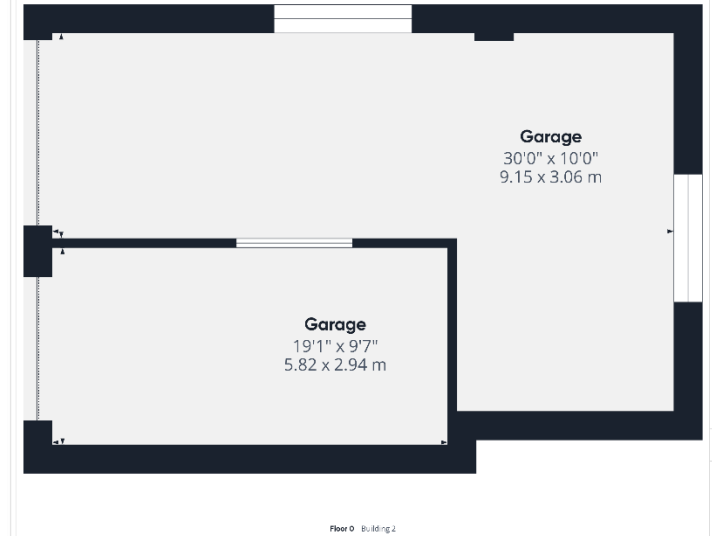 Garage
30'0" x 10'0"
9.15 x 3.06 m
Garage
19'1" x 9'7"
5.82 x 2.94 m
Floor 0 Building 2